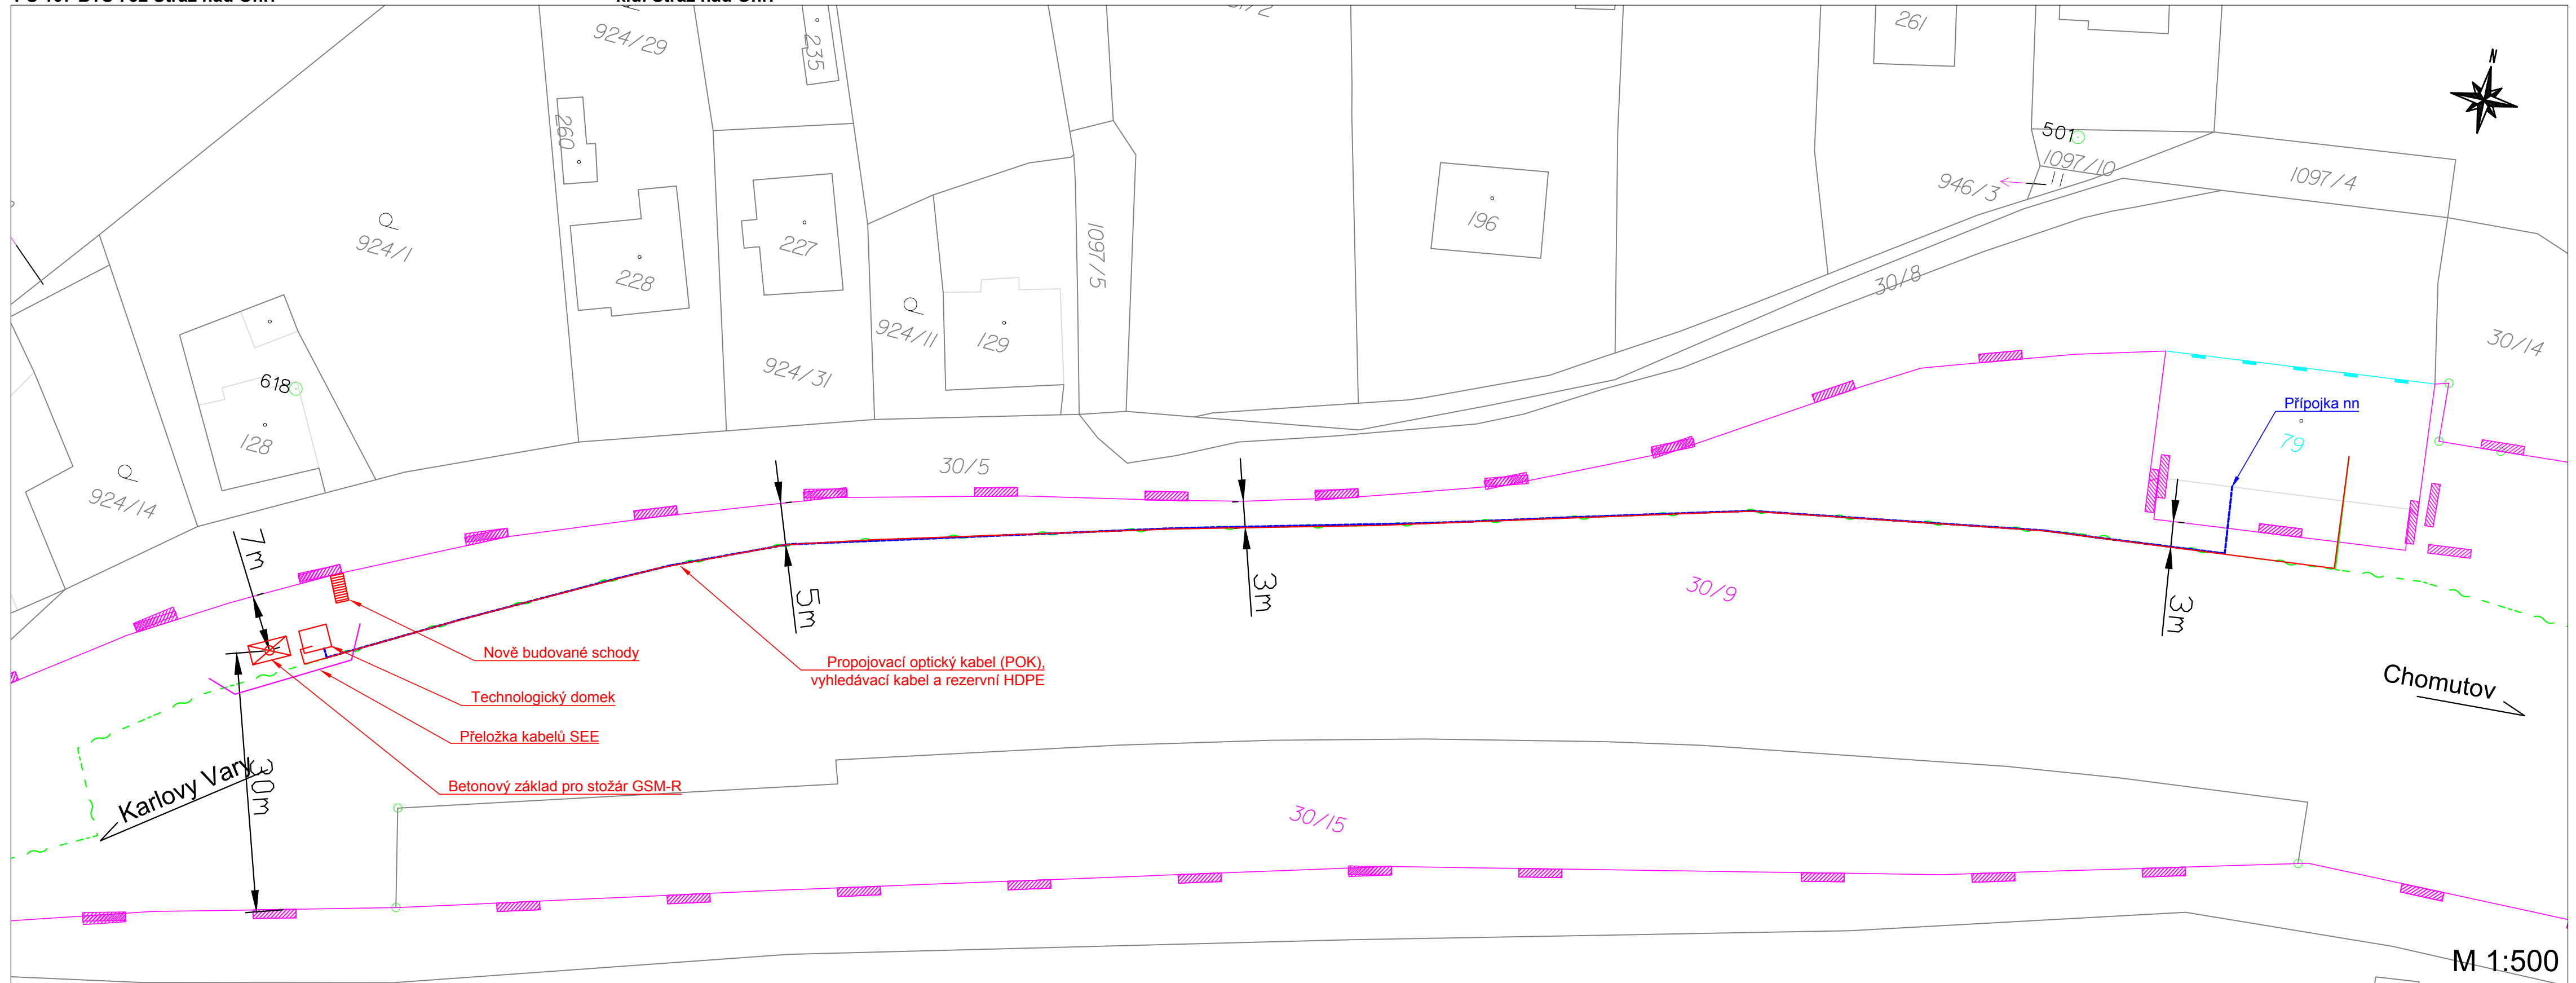 N
924/29
235
261
260
501
1097/10
11
946/3
1097/4
924/1
228
227
1097/5
196
30/8
30/14
924/11
129
924/31
618
128
924/14
Přípojka nn
79
30/5
7m
5m
3m
30/9
3m
Nově budované schody
Technologický domek
Přeložka kabelů SEE
Betonový základ pro stožár GSM-R
Propojovací optický kabel (POK),
vyhledávací kabel a rezervní HDPE
Chomutov
Karlovy Vary
30m
30/15
M 1:500